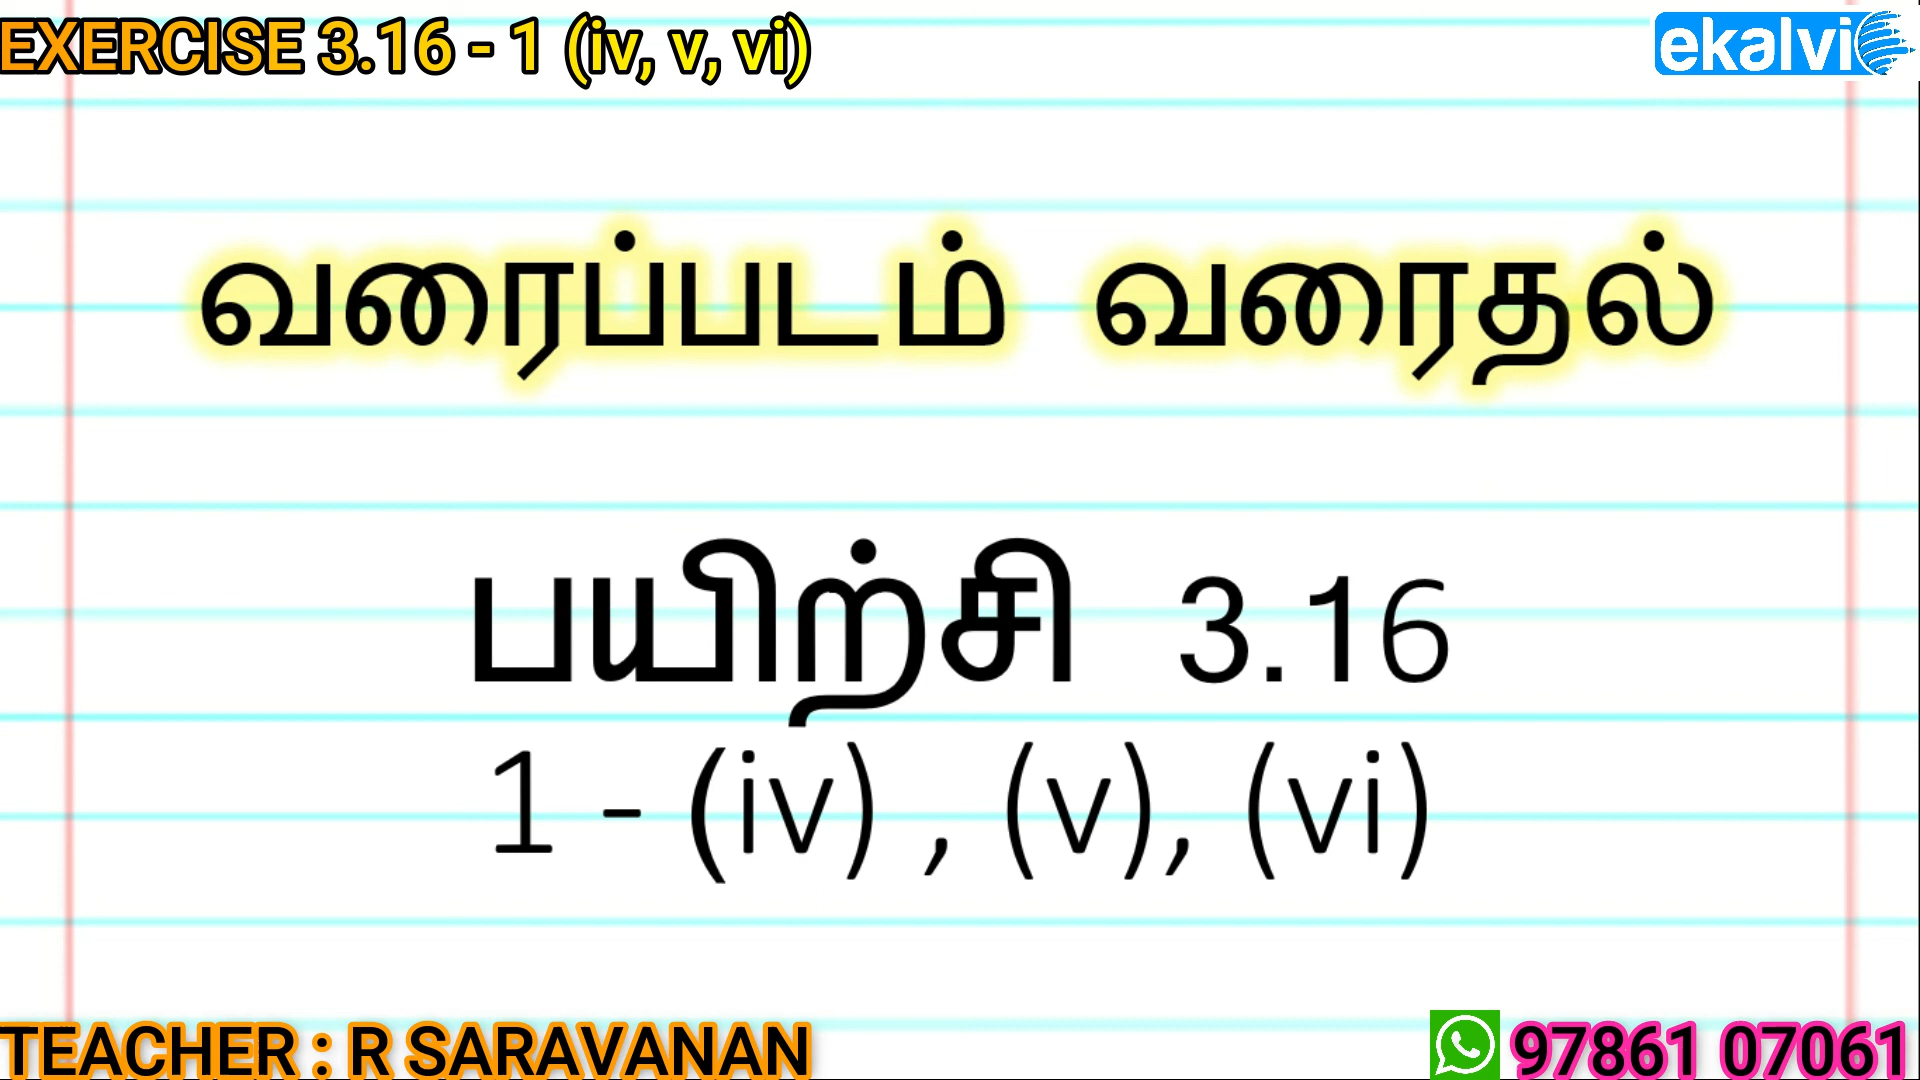 EXERCISE 3.16 - 1 (iv, v, vi)
ekalvi
வரைப்படம் வரைதல்
பயிற்சி 3.16
1 - (iv) , (v), (vi)
TEACHER : R SARAVANAN
97861 07061